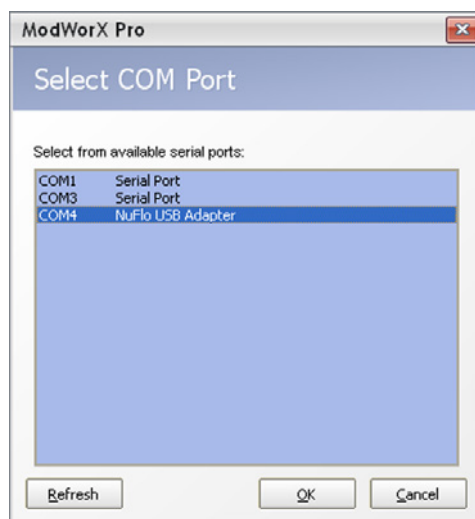 ModWorX Pro
Select COM Port
Select from available serial ports:
COM1 Serial Port
COM3 Serial Port
COM4 NuFlo USB Adapter
Refresh OK Cancel